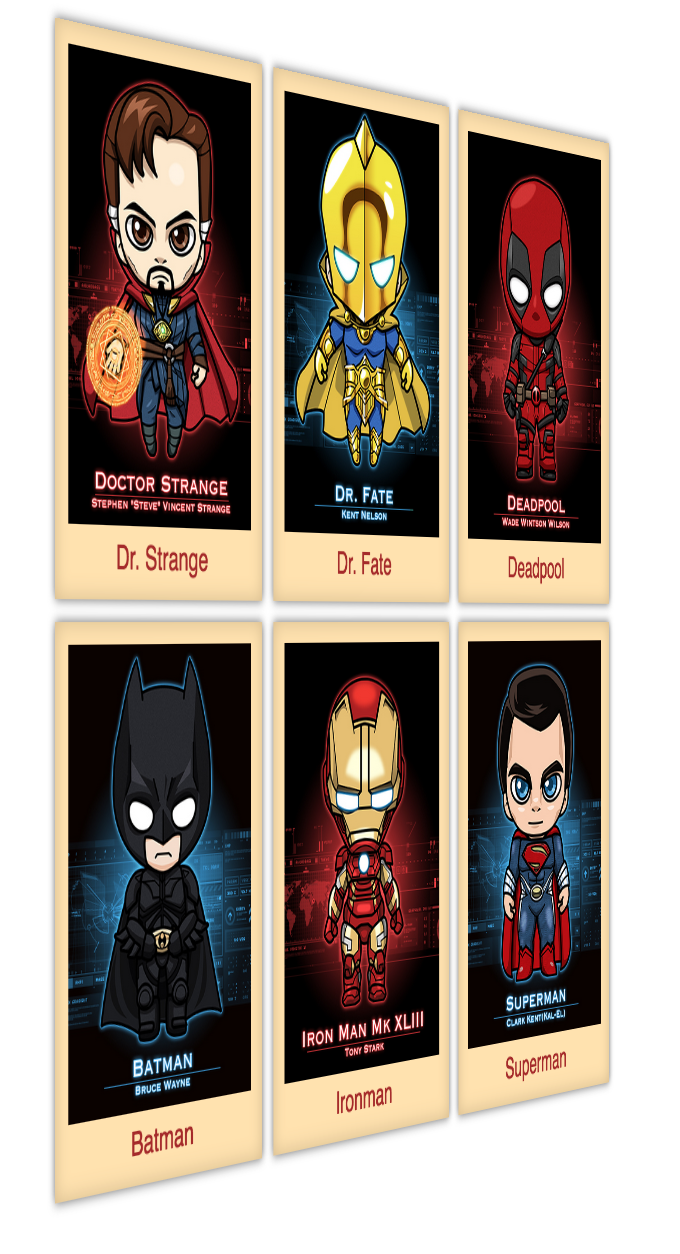 DOCTOR STRANGE
STEPHEN "STEVE" VINCENT STRANGE
Dr. Strange
DR. FATE
KENT NELSON
Dr. Fate
DEADPOOL
WADE WINTSON WILSON
Deadpool
BATMAN
BRUCE WAYNE
Batman
IRON MAN MK XLIII
TONY STARK
Ironman
SUPERMAN
CLARK KENT(KAL-EL)
Superman